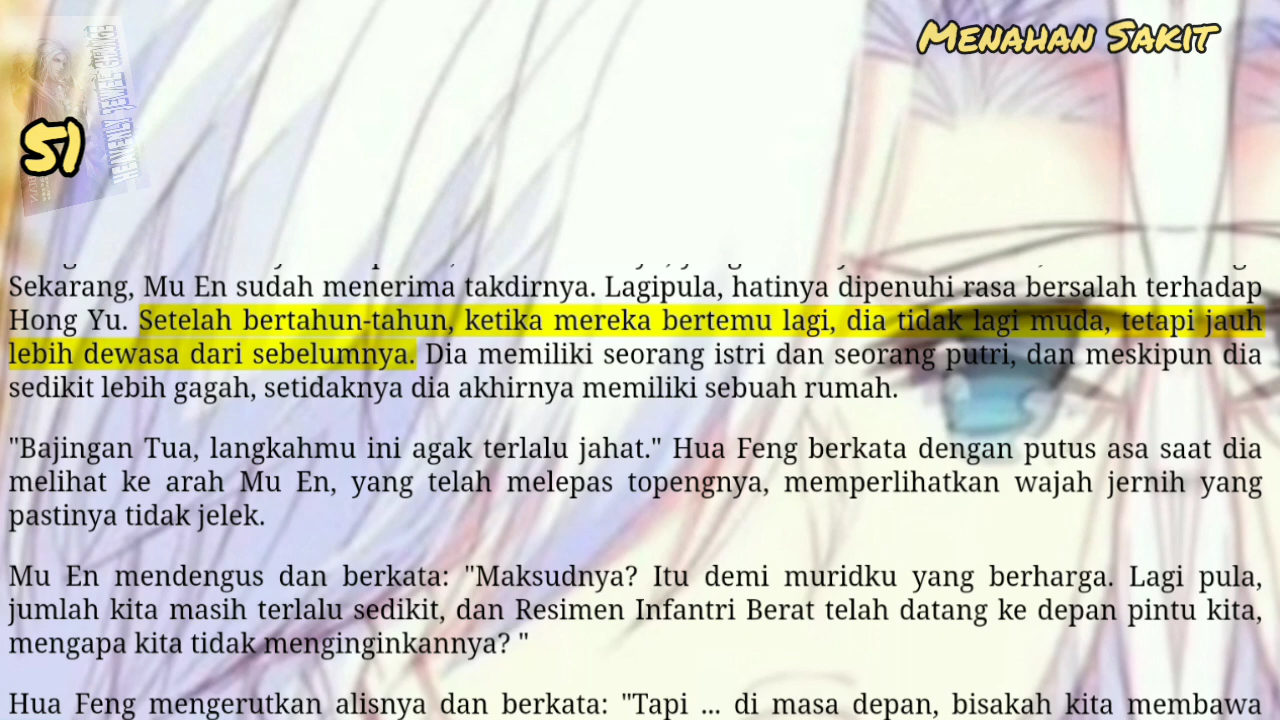 Menahan Sakit
HEAVENLY JEWEL CHANGE
51
Sekarang, Mu En sudah menerima takdirnya. Lagipula, hatinya dipenuhi rasa bersalah terhadap
Hong Yu. Setelah bertahun-tahun, ketika mereka bertemu lagi, dia tidak lagi muda, tetapi jauh
lebih dewasa dari sebelumnya. Dia memiliki seorang istri dan seorang putri, dan meskipun dia
sedikit lebih gagah, setidaknya dia akhirnya memiliki sebuah rumah.
"Bajingan Tua, langkahmu ini agak terlalu jahat." Hua Feng berkata dengan putus asa saat dia
melihat ke arah Mu En, yang telah melepas topengnya, memperlihatkan wajah jernih yang
pastinya tidak jelek.
Mu En mendengus dan berkata: "Maksudnya? Itu demi muridku yang berharga. Lagi pula,
jumlah kita masih terlalu sedikit, dan Resimen Infantri Berat telah datang ke depan pintu kita,
mengapa kita tidak menginginkannya? "
Hua Feng mengerutkan alisnya dan berkata: "Tapi ... di masa depan, bisakah kita membawa